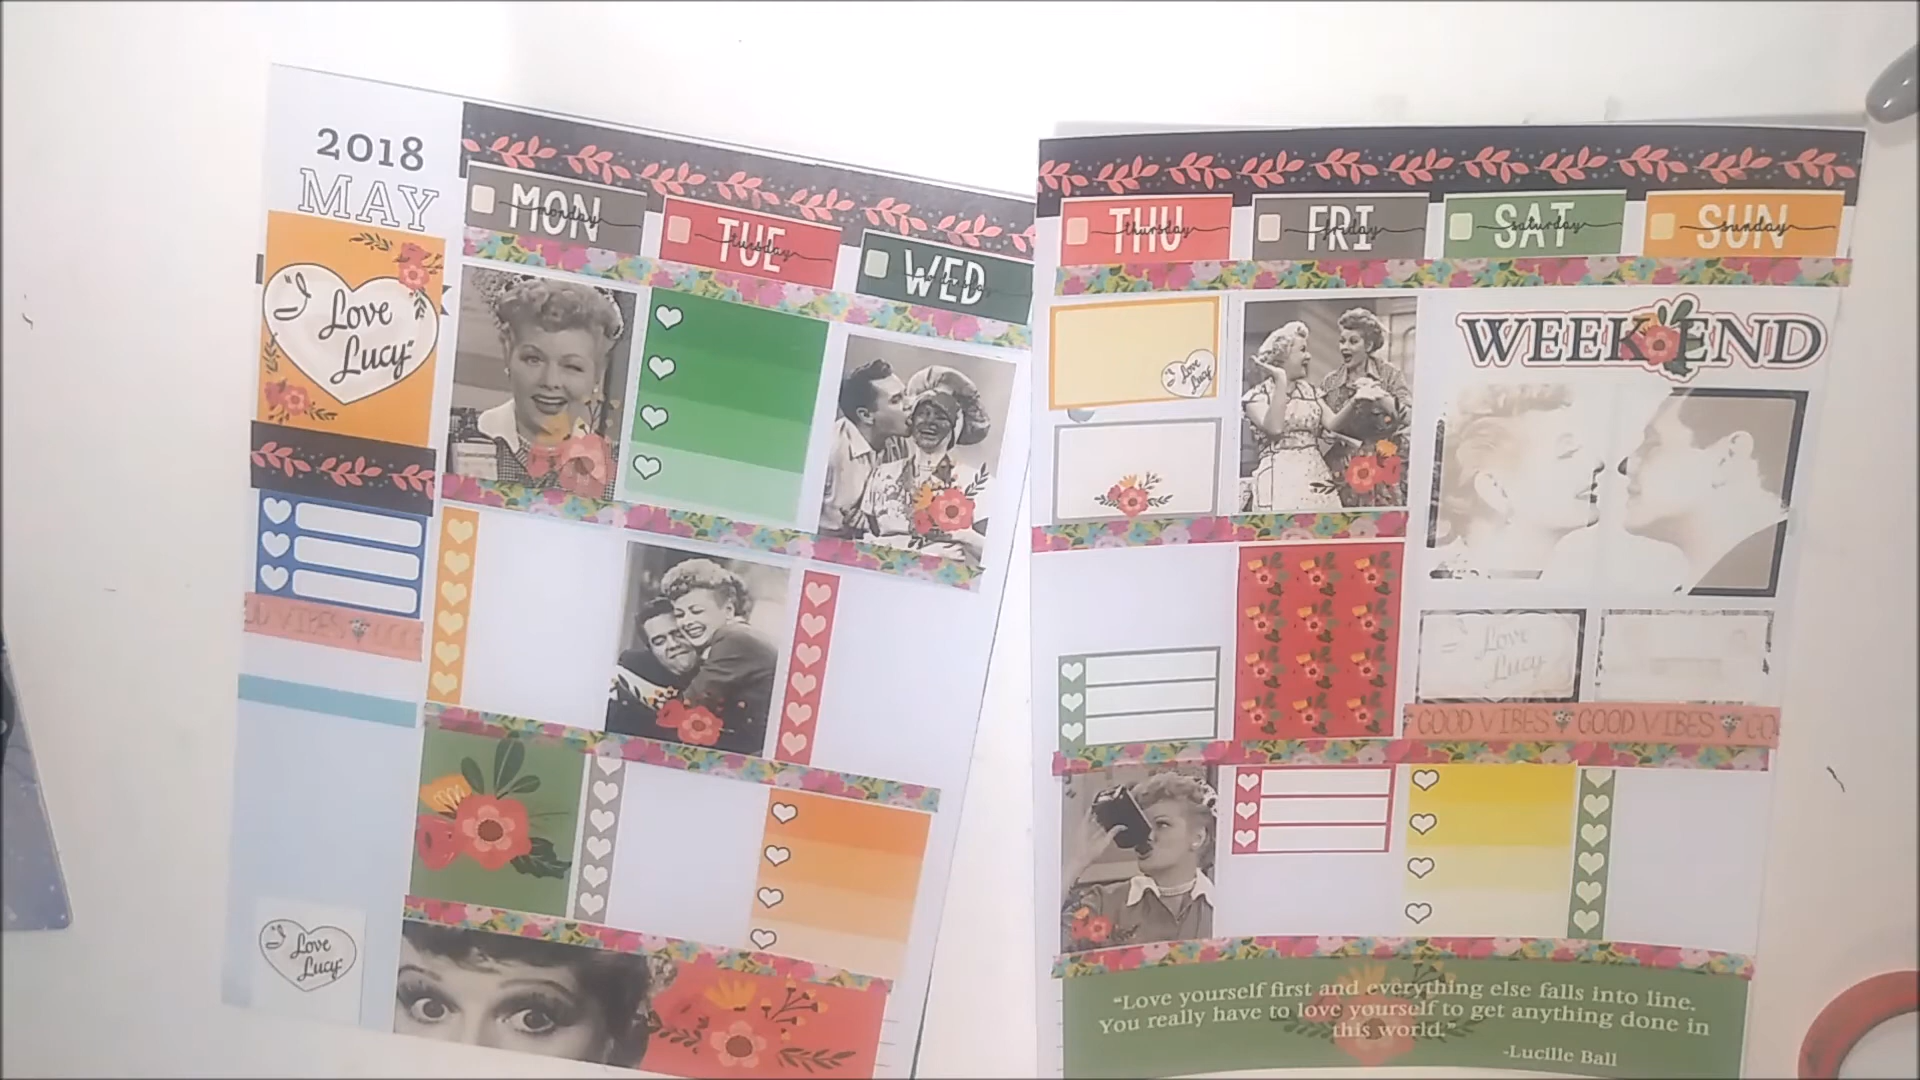 2018
MAY
"I
Love
Lucy"
GOOD VIBES
"I
Love
Lucy"
MON
monday
TUE
tuesday
WED
THU
thursday
FRI
friday
SAT
saturday
SUN
sunday
"I
Love
Lucy"
WEEKEND
Love
Lucy
GOOD VIBES GOOD VIBES GO
"Love yourself first and everything else falls into line.
You really have to love yourself to get anything done in
this world."
-Lucille Ball